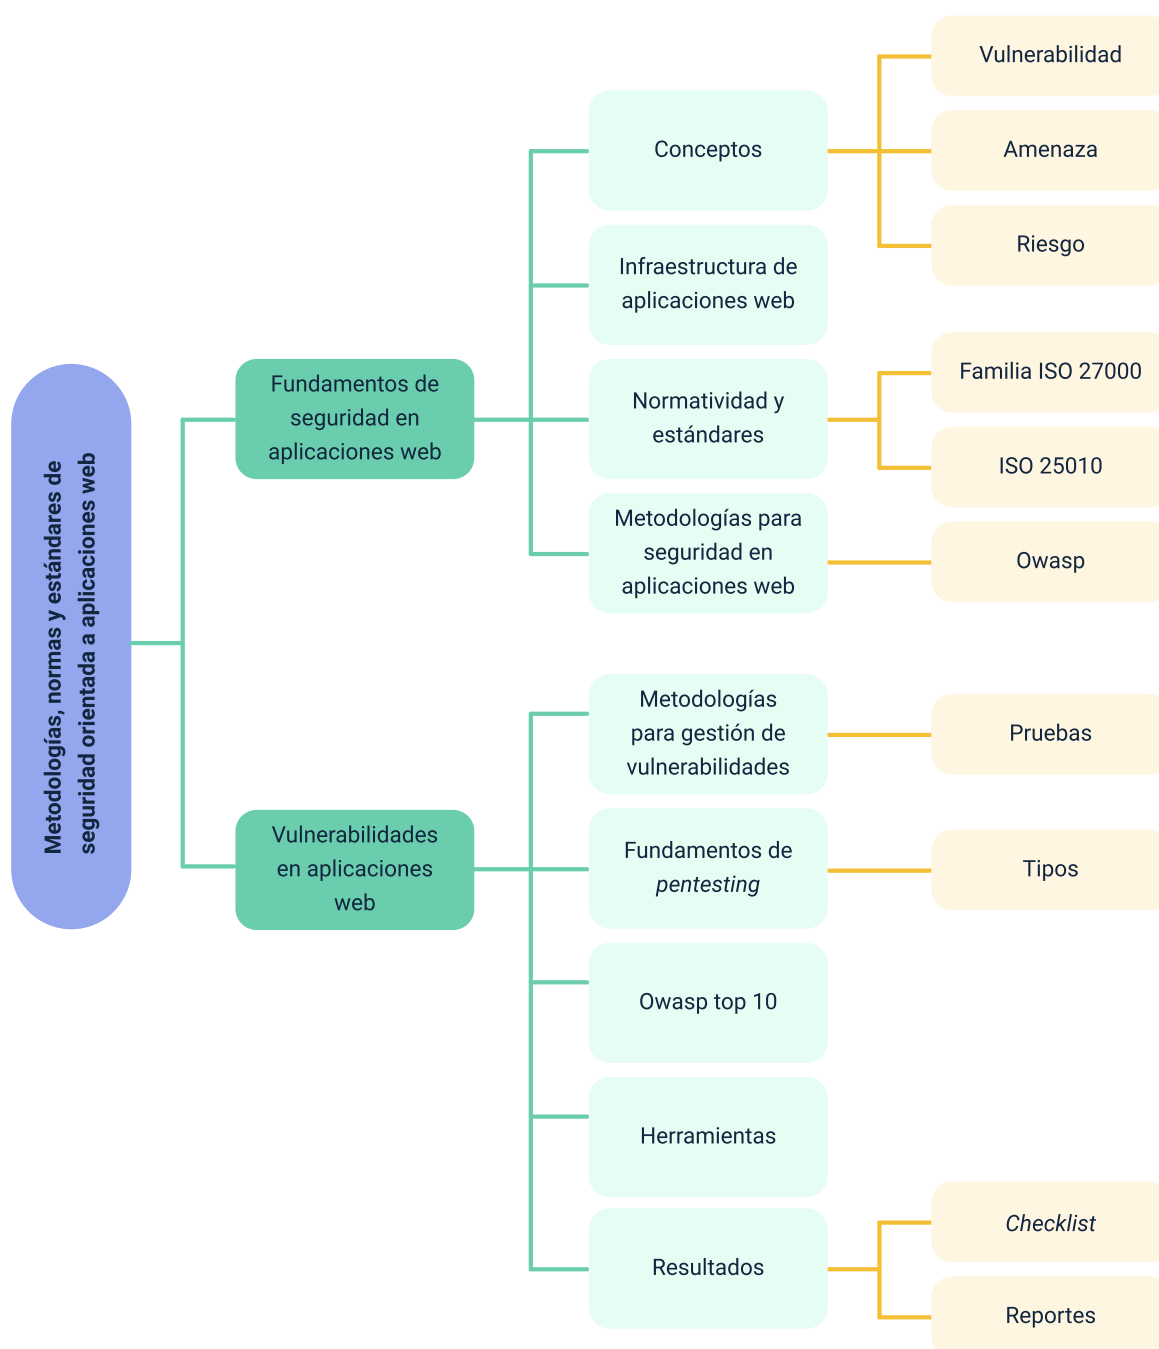 Metodologías, normas y estándares de
seguridad orientada a aplicaciones web
Fundamentos de
seguridad en
aplicaciones web
Conceptos
Vulnerabilidad
Amenaza
Riesgo
Infraestructura de
aplicaciones web
Normatividad y
estándares
Familia ISO 27000
ISO 25010
Metodologías para
seguridad en
aplicaciones web
Owasp
Vulnerabilidades
en aplicaciones
web
Metodologías
para gestión de
vulnerabilidades
Pruebas
Fundamentos de
pentesting
Tipos
Owasp top 10
Herramientas
Resultados
Checklist
Reportes